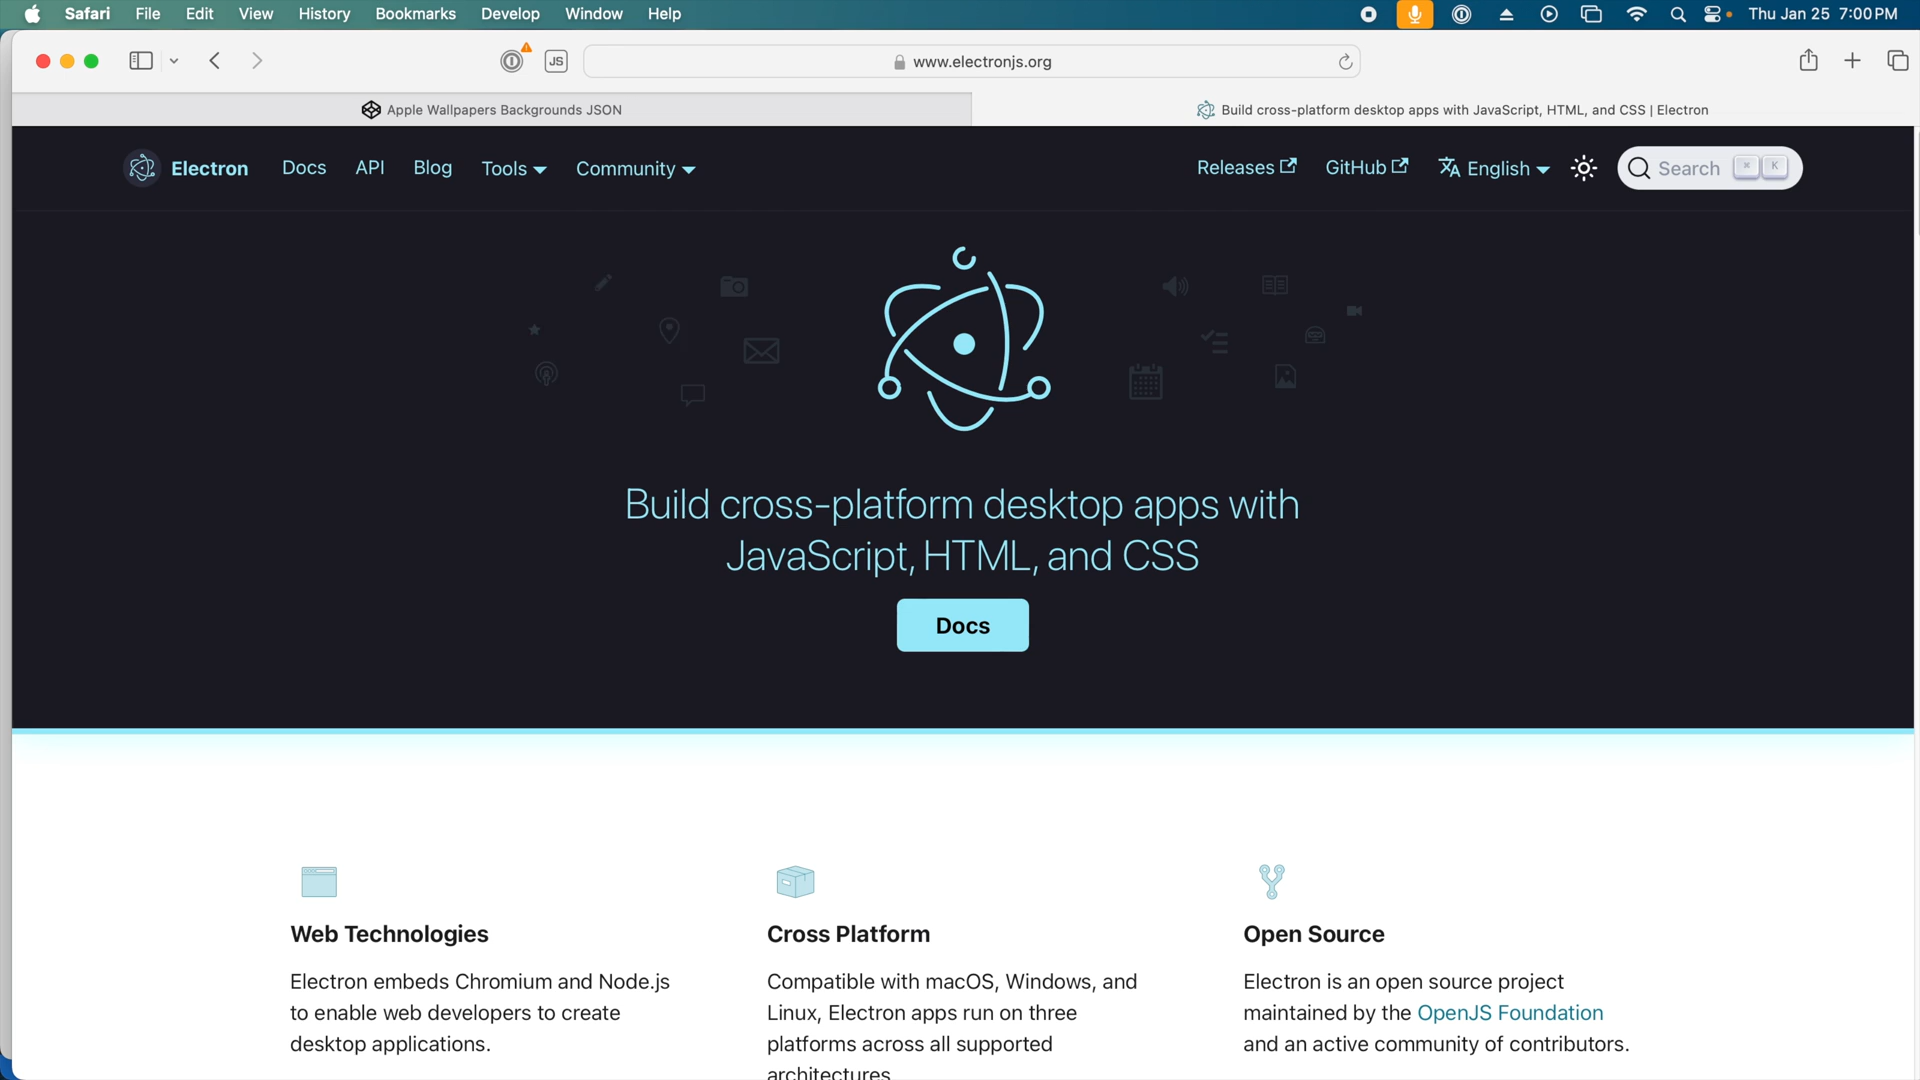 Safari File Edit View History Bookmarks Develop Window Help Thu Jan 25 7:00 PM
JS www.electronjs.org
Apple Wallpapers Backgrounds JSON
Build cross-platform desktop apps with JavaScript, HTML, and CSS | Electron
Electron Docs API Blog Tools Community Releases GitHub English Search ⌘ K
Build cross-platform desktop apps with
JavaScript, HTML, and CSS
Docs
Web Technologies
Electron embeds Chromium and Node.js
to enable web developers to create
desktop applications.
Cross Platform
Compatible with macOS, Windows, and
Linux, Electron apps run on three
platforms across all supported
architectures.
Open Source
Electron is an open source project
maintained by the OpenJS Foundation
and an active community of contributors.